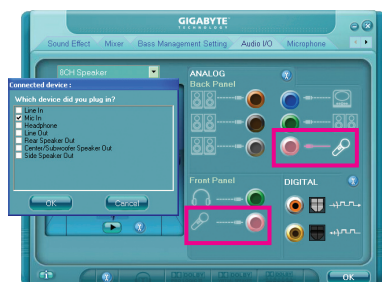 GIGABYTE
Sound Effect Mixer Bass Management Setting Audio I/O Microphone
8CH Speaker
ANALOG
Back Panel
Connected device :
Which device did you plug in?
Line In
Mic In
Headphone
Line Out
Rear Speaker Out
Center/Subwoofer Speaker Out
Side Speaker Out
OK Cancel
Front Panel
DIGITAL
OK